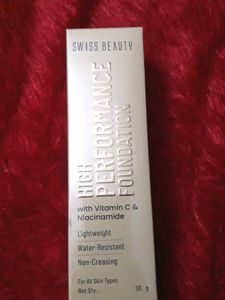 SWISS BEAUTY
HIGH
PERFORMANCE
FOUNDATION
with Vitamin C &
Niacinamide
Lightweight
Water-Resistant
Non-Creasing
For All Skin Types
Net Qty.: 55 g